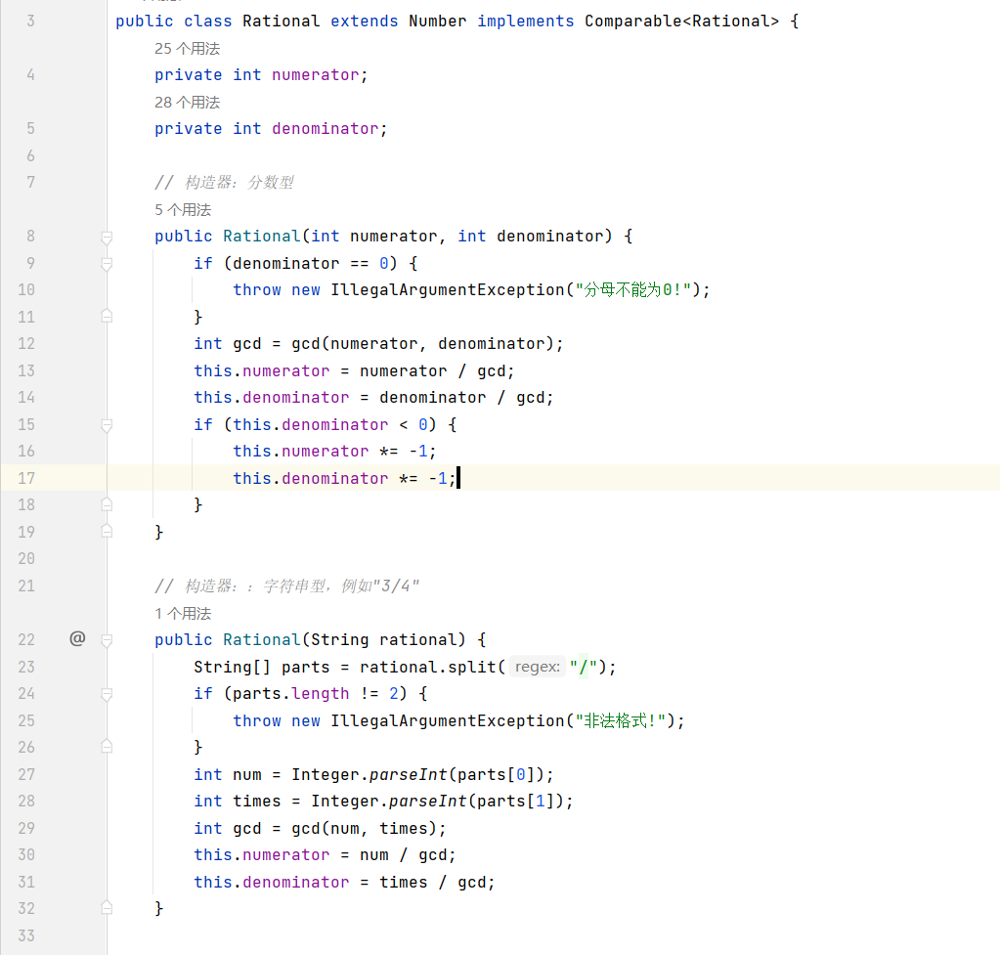 3 public class Rational extends Number implements Comparable<Rational> {
25 个用法
4 private int numerator;
28 个用法
5 private int denominator;
6
7 // 构造器：分数型
5 个用法
8 public Rational(int numerator, int denominator) {
9 if (denominator == 0) {
10 throw new IllegalArgumentException("分母不能为0!");
11 }
12 int gcd = gcd(numerator, denominator);
13 this.numerator = numerator / gcd;
14 this.denominator = denominator / gcd;
15 if (this.denominator < 0) {
16 this.numerator *= -1;
17 this.denominator *= -1;
18 }
19 }
20
21 // 构造器：：字符串型，例如"3/4"
1 个用法
22 @ public Rational(String rational) {
23 String[] parts = rational.split( regex: "/");
24 if (parts.length != 2) {
25 throw new IllegalArgumentException("非法格式!");
26 }
27 int num = Integer.parseInt(parts[0]);
28 int times = Integer.parseInt(parts[1]);
29 int gcd = gcd(num, times);
30 this.numerator = num / gcd;
31 this.denominator = times / gcd;
32 }
33